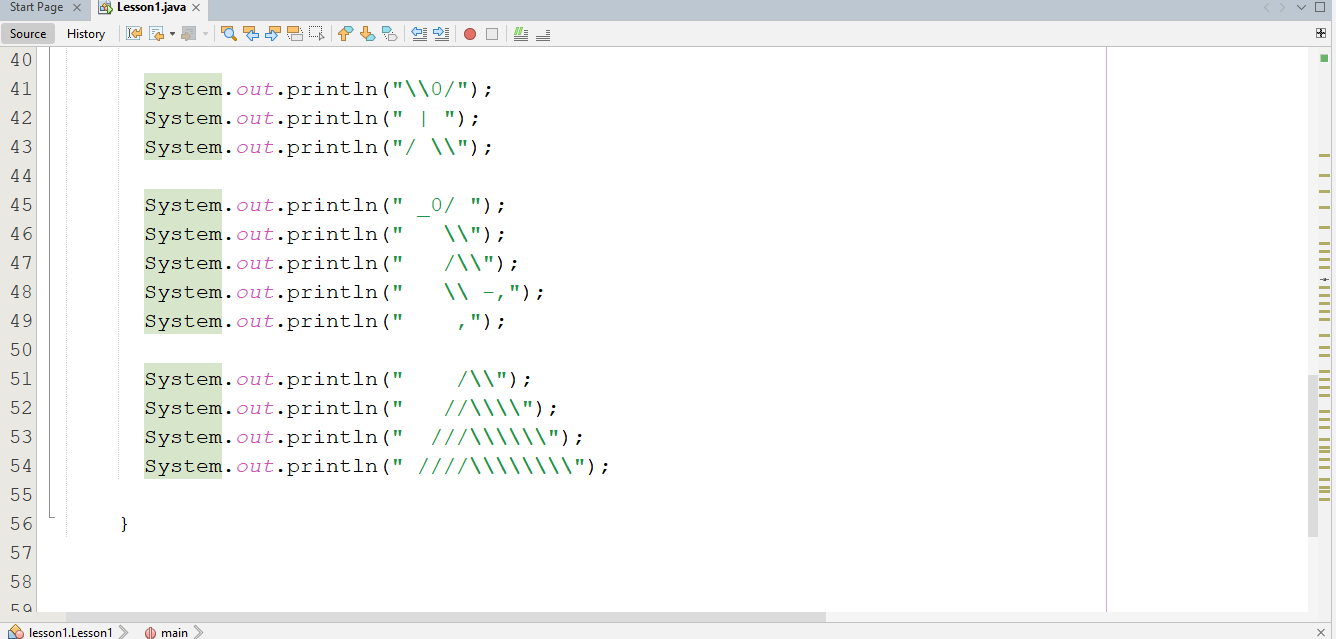 Start Page Lesson1.java
Source History
40
41 System.out.println("\\0/");
42 System.out.println(" | ");
43 System.out.println("/ \\");
44
45 System.out.println(" _0/ ");
46 System.out.println("   \\");
47 System.out.println("   /\\");
48 System.out.println("   \\ -,");
49 System.out.println("    ,");
50
51 System.out.println("    /\\");
52 System.out.println("   //\\\\");
53 System.out.println("  ///\\\\\\");
54 System.out.println(" ////\\\\\\\\");
55
56 }
57
58
59
lesson1.Lesson1 main